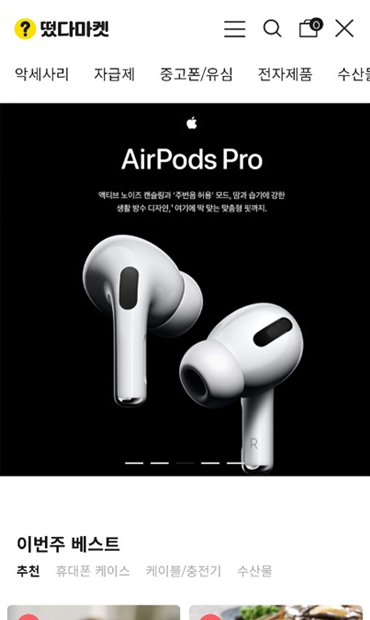 ? 떴다마켓 0
악세사리 자급제 중고폰/유심 전자제품 수산물
AirPods Pro
액티브 노이즈 캔슬링과 '주변음 허용' 모드, 땀과 습기에 강한
생활 방수 디자인,¹ 여기에 딱 맞는 맞춤형 핏까지.
R
이번주 베스트
추천 휴대폰 케이스 케이블/충전기 수산물